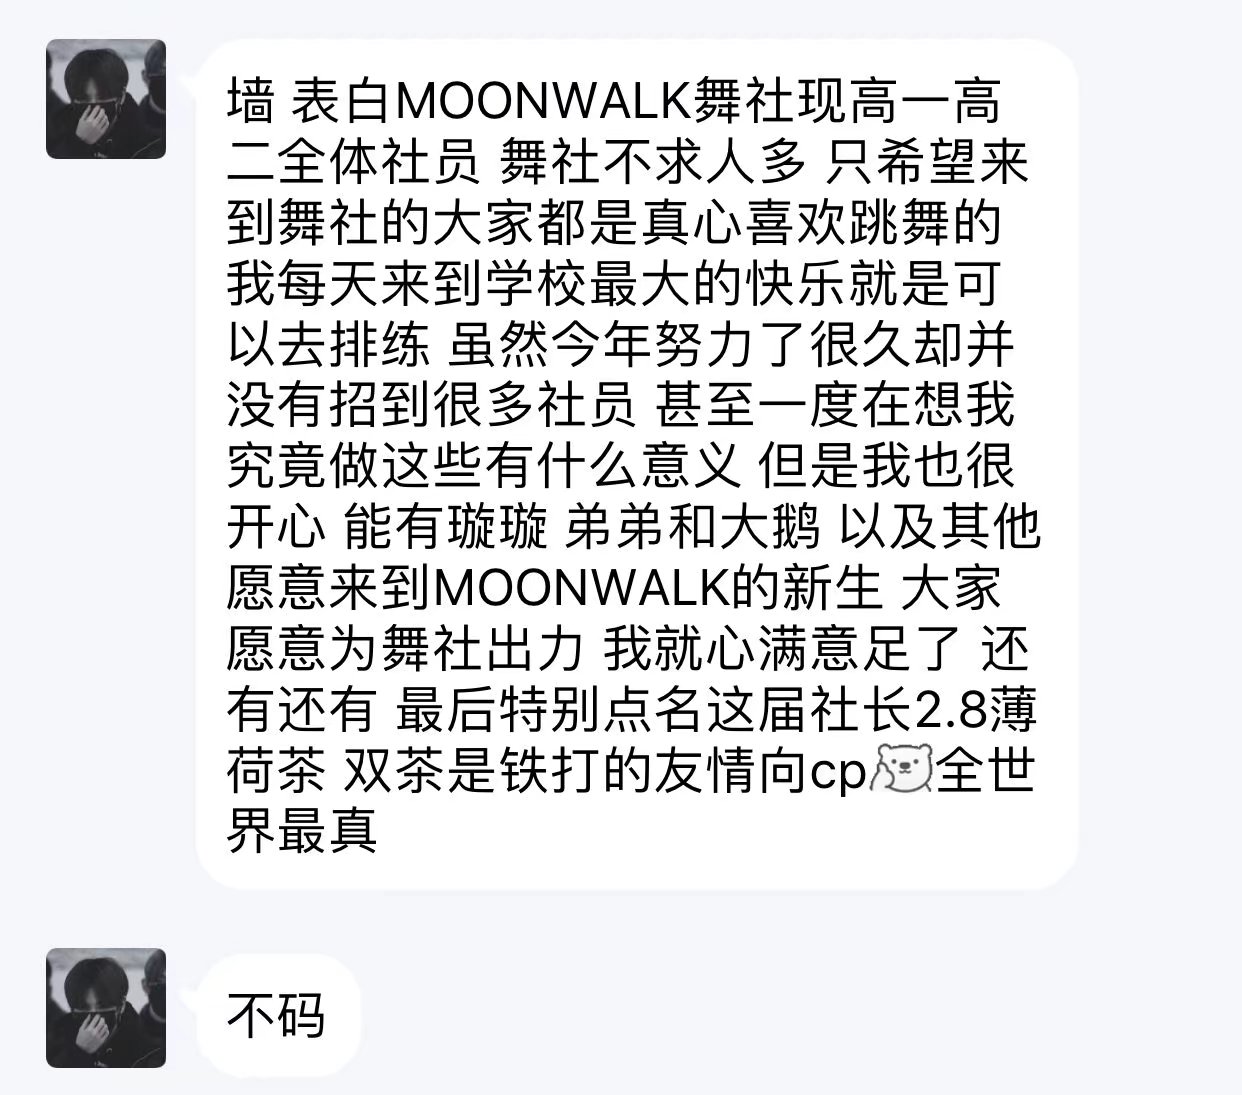 墙 表白MOONWALK舞社现高一高
二全体社员 舞社不求人多 只希望来
到舞社的大家都是真心喜欢跳舞的
我每天来到学校最大的快乐就是可
以去排练 虽然今年努力了很久却并
没有招到很多社员 甚至一度在想我
究竟做这些有什么意义 但是我也很
开心 能有璇璇 弟弟和大鹅 以及其他
愿意来到MOONWALK的新生 大家
愿意为舞社出力 我就心满意足了 还
有还有 最后特别点名这届社长2.8薄
荷茶 双茶是铁打的友情向cp全世
界最真
不码